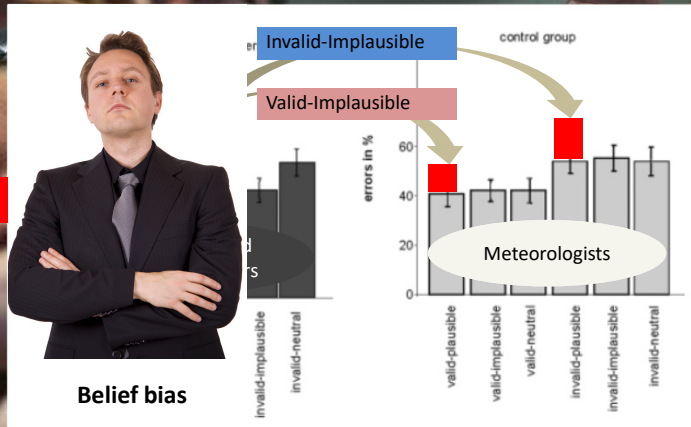 Invalid-Implausible
control group
Valid-Implausible
errors in %
60
40
20
0
Meteorologists
invalid-implausible
invalid-neutral
valid-plausible
valid-implausible
valid-neutral
invalid-plausible
invalid-implausible
invalid-neutral
Belief bias